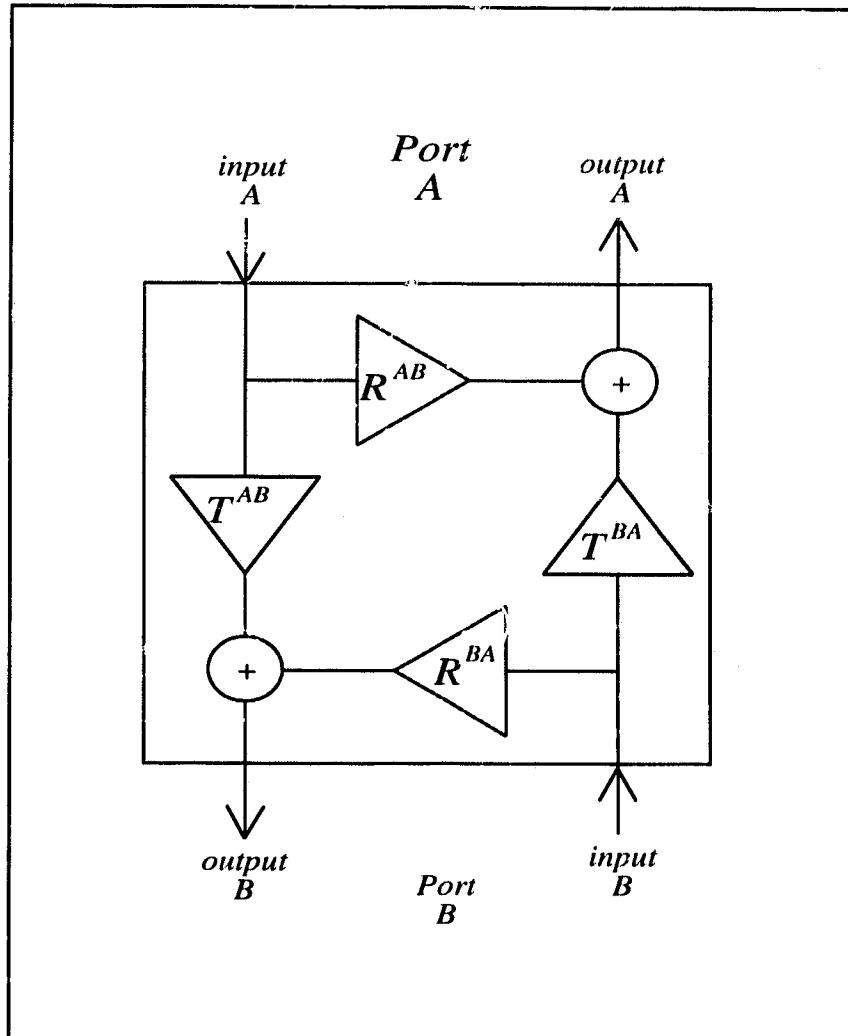 Port
A
input
A
output
A
R^AB
+
T^AB
T^BA
+
R^BA
output
B
Port
B
input
B